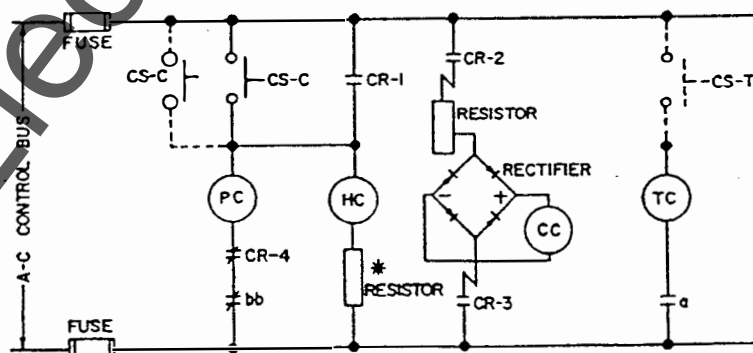 FUSE
CS-C
CS-C
CR-1
CR-2
CS-T
RESISTOR
RECTIFIER
A-C CONTROL BUS
PC
HC
- +
CC
TC
CR-4
*
RESISTOR
bb
CR-3
a
FUSE